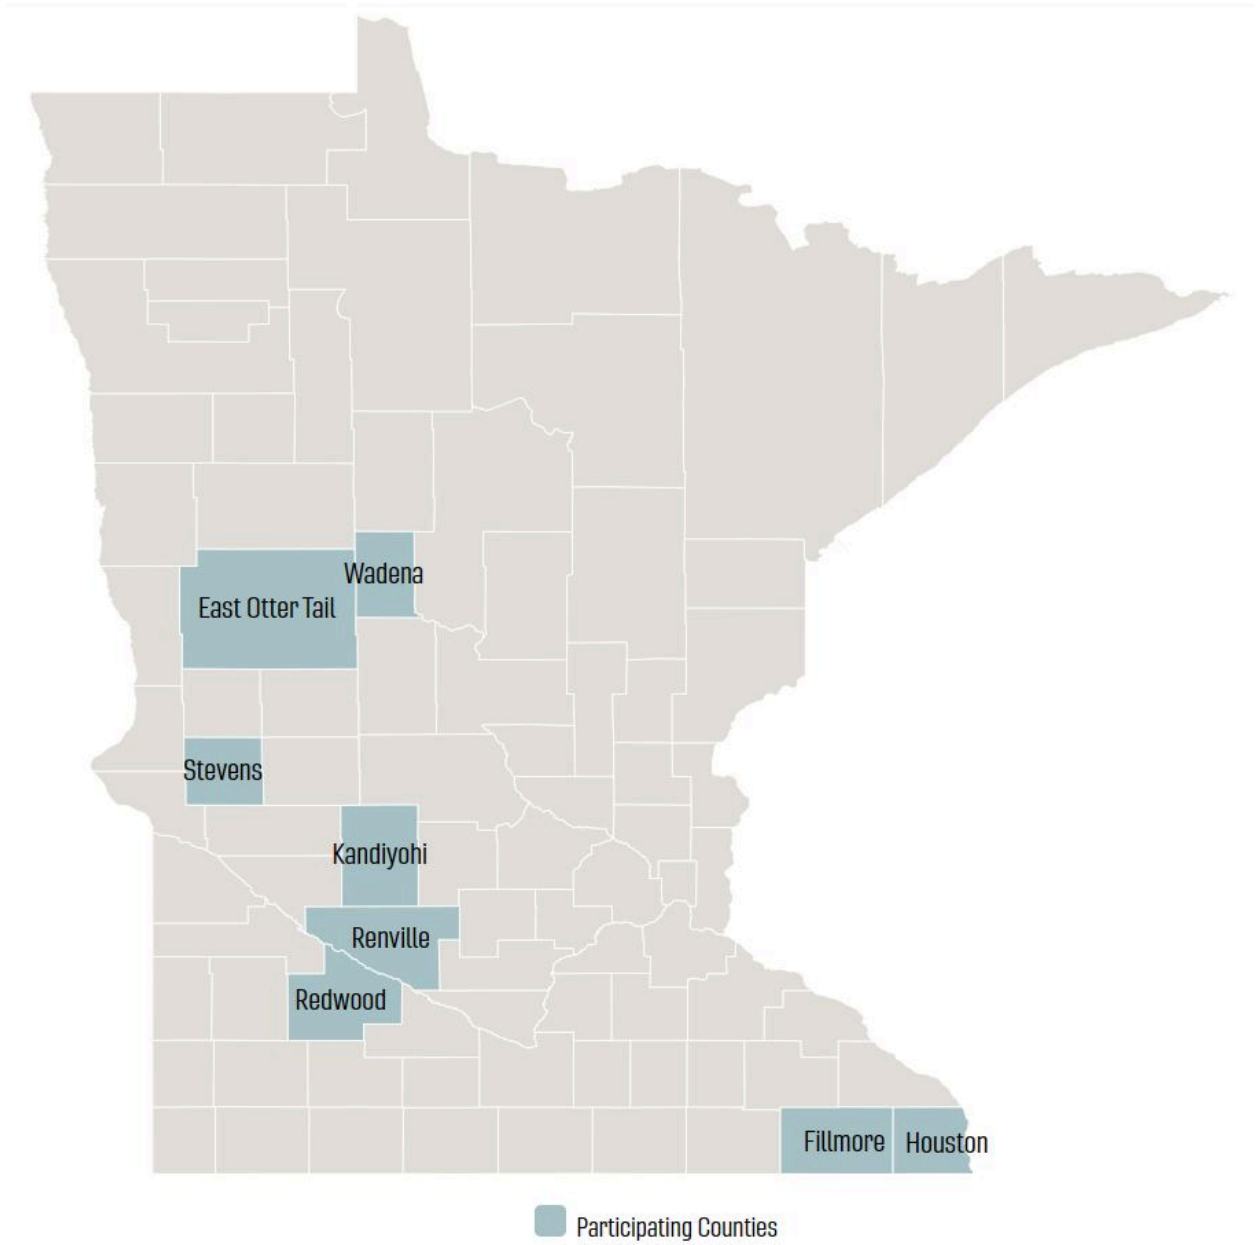 Wadena
East Otter Tail
Stevens
Kandiyohi
Renville
Redwood
Fillmore
Houston
Participating Counties